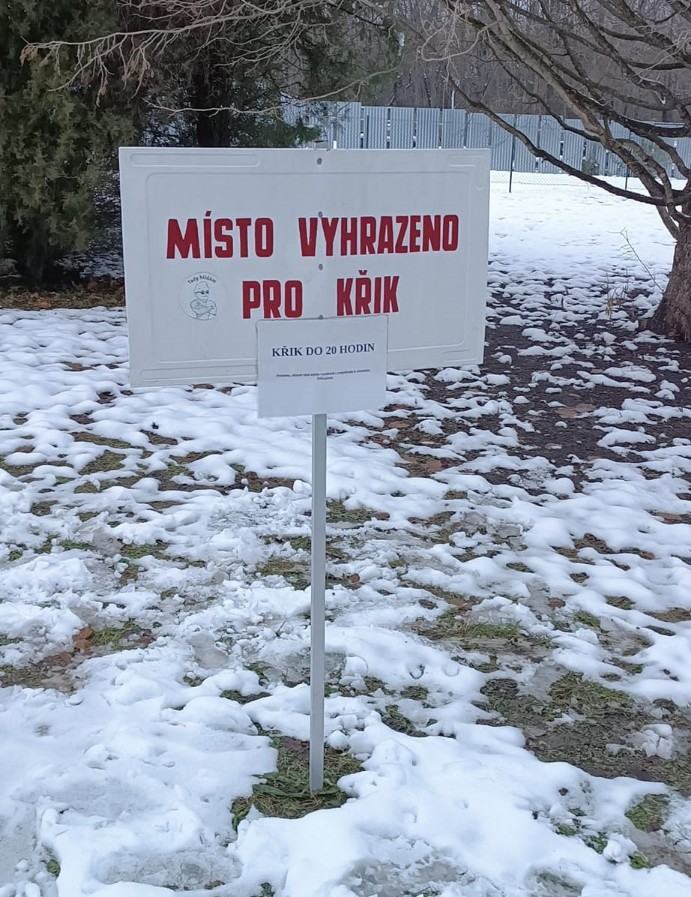 MÍSTO VYHRAZENO
PRO KŘIK
KŘIK DO 20 HODIN